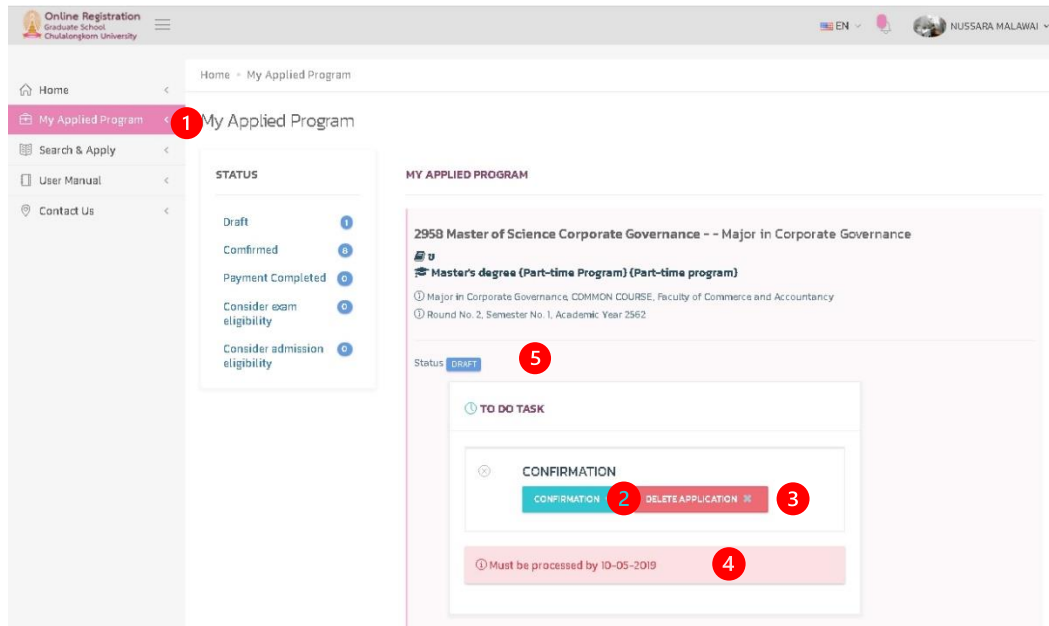 Online Registration
Graduate School
Chulalongkorn University
EN
NUSSARA MALAWAI
Home
My Applied Program
Search & Apply
User Manual
Contact Us
1
Home
My Applied Program
My Applied Program
STATUS
Draft 1
Comfirmed 8
Payment Completed 0
Consider exam 0
eligibility
Consider admission 0
eligibility
MY APPLIED PROGRAM
2958 Master of Science Corporate Governance - - Major in Corporate Governance
ប
Master's degree (Part-time Program) (Part-time program)
Major in Corporate Governance, COMMON COURSE, Faculty of Commerce and Accountancy
Round No. 2, Semester No. 1, Academic Year 2562
Status DRAFT 5
TO DO TASK
CONFIRMATION
CONFIRMATION 2 DELETE APPLICATION 3
Must be processed by 10-05-2019 4